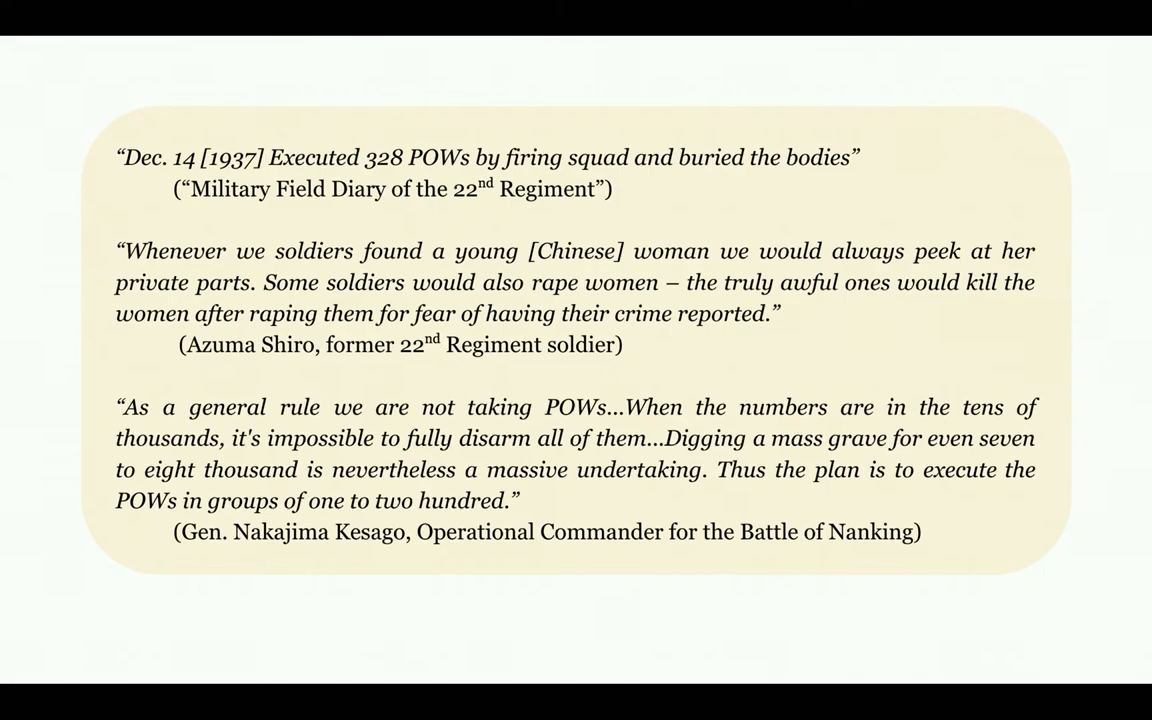 “Dec. 14 [1937] Executed 328 POWs by firing squad and buried the bodies”
(“Military Field Diary of the 22nd Regiment”)
“Whenever we soldiers found a young [Chinese] woman we would always peek at her
private parts. Some soldiers would also rape women – the truly awful ones would kill the
women after raping them for fear of having their crime reported.”
(Azuma Shiro, former 22nd Regiment soldier)
“As a general rule we are not taking POWs...When the numbers are in the tens of
thousands, it's impossible to fully disarm all of them...Digging a mass grave for even seven
to eight thousand is nevertheless a massive undertaking. Thus the plan is to execute the
POWs in groups of one to two hundred.”
(Gen. Nakajima Kesago, Operational Commander for the Battle of Nanking)